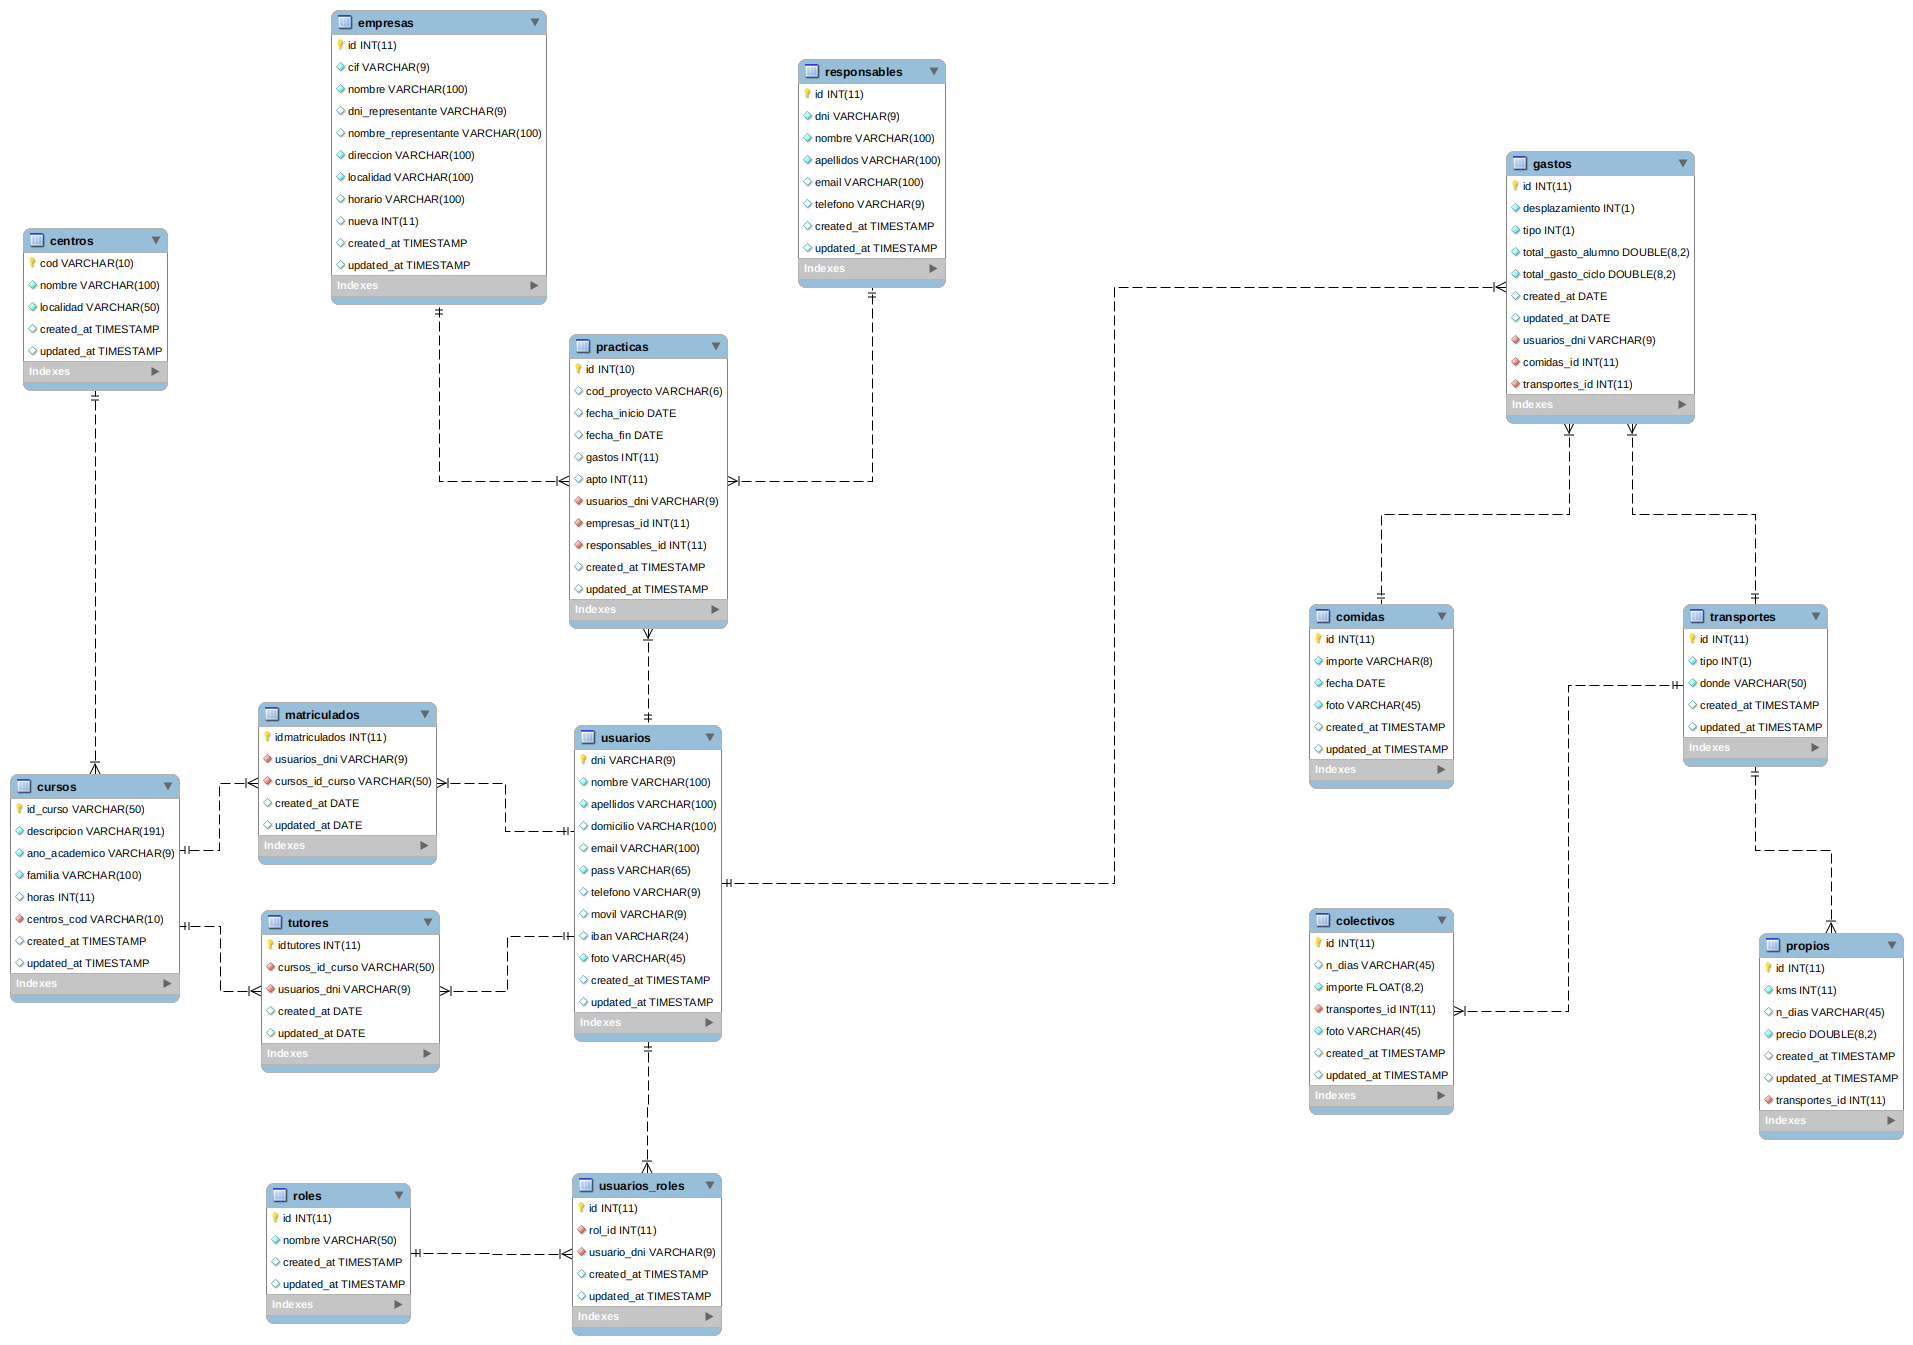 empresas
id INT(11)
cif VARCHAR(9)
nombre VARCHAR(100)
dni_representante VARCHAR(9)
nombre_representante VARCHAR(100)
direccion VARCHAR(100)
localidad VARCHAR(100)
horario VARCHAR(100)
nueva INT(11)
created_at TIMESTAMP
updated_at TIMESTAMP
Indexes
responsables
id INT(11)
dni VARCHAR(9)
nombre VARCHAR(100)
apellidos VARCHAR(100)
email VARCHAR(100)
telefono VARCHAR(9)
created_at TIMESTAMP
updated_at TIMESTAMP
Indexes
gastos
id INT(11)
desplazamiento INT(1)
tipo INT(1)
total_gasto_alumno DOUBLE(8,2)
total_gasto_ciclo DOUBLE(8,2)
created_at DATE
updated_at DATE
usuarios_dni VARCHAR(9)
comidas_id INT(11)
transportes_id INT(11)
Indexes
centros
cod VARCHAR(10)
nombre VARCHAR(100)
localidad VARCHAR(50)
created_at TIMESTAMP
updated_at TIMESTAMP
Indexes
practicas
id INT(10)
cod_proyecto VARCHAR(6)
fecha_inicio DATE
fecha_fin DATE
gastos INT(11)
apto INT(11)
usuarios_dni VARCHAR(9)
empresas_id INT(11)
responsables_id INT(11)
created_at TIMESTAMP
updated_at TIMESTAMP
Indexes
comidas
id INT(11)
importe VARCHAR(8)
fecha DATE
foto VARCHAR(45)
created_at TIMESTAMP
updated_at TIMESTAMP
Indexes
transportes
id INT(11)
tipo INT(1)
donde VARCHAR(50)
created_at TIMESTAMP
updated_at TIMESTAMP
Indexes
matriculados
idmatriculados INT(11)
usuarios_dni VARCHAR(9)
cursos_id_curso VARCHAR(50)
created_at DATE
updated_at DATE
Indexes
usuarios
dni VARCHAR(9)
nombre VARCHAR(100)
apellidos VARCHAR(100)
domicilio VARCHAR(100)
email VARCHAR(100)
pass VARCHAR(65)
telefono VARCHAR(9)
movil VARCHAR(9)
iban VARCHAR(24)
foto VARCHAR(45)
created_at TIMESTAMP
updated_at TIMESTAMP
Indexes
cursos
id_curso VARCHAR(50)
descripcion VARCHAR(191)
ano_academico VARCHAR(9)
familia VARCHAR(100)
horas INT(11)
centros_cod VARCHAR(10)
created_at TIMESTAMP
updated_at TIMESTAMP
Indexes
tutores
idtutores INT(11)
cursos_id_curso VARCHAR(50)
usuarios_dni VARCHAR(9)
created_at DATE
updated_at DATE
Indexes
colectivos
id INT(11)
n_dias VARCHAR(45)
importe FLOAT(8,2)
transportes_id INT(11)
foto VARCHAR(45)
created_at TIMESTAMP
updated_at TIMESTAMP
Indexes
propios
id INT(11)
kms INT(11)
n_dias VARCHAR(45)
precio DOUBLE(8,2)
created_at TIMESTAMP
updated_at TIMESTAMP
transportes_id INT(11)
Indexes
roles
id INT(11)
nombre VARCHAR(50)
created_at TIMESTAMP
updated_at TIMESTAMP
Indexes
usuarios_roles
id INT(11)
rol_id INT(11)
usuario_dni VARCHAR(9)
created_at TIMESTAMP
updated_at TIMESTAMP
Indexes